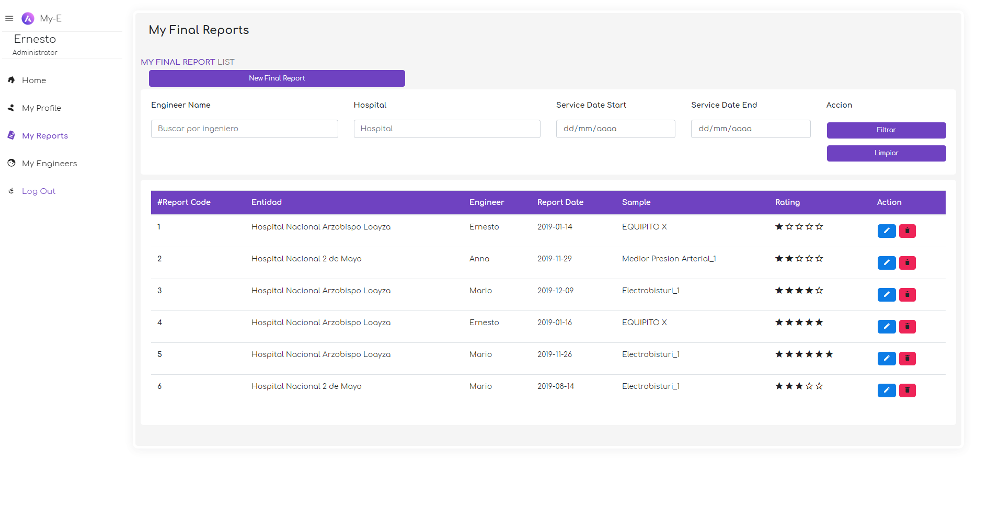 My-E
Ernesto
Administrator
Home
My Profile
My Reports
My Engineers
Log Out
My Final Reports
MY FINAL REPORT LIST
New Final Report
Engineer Name Hospital Service Date Start Service Date End Accion
Buscar por ingeniero Hospital dd/mm/aaaa dd/mm/aaaa Filtrar
Limpiar
#Report Code Entidad Engineer Report Date Sample Rating Action
1 Hospital Nacional Arzobispo Loayza Ernesto 2019-01-14 EQUIPITO X ★☆☆☆☆
2 Hospital Nacional 2 de Mayo Anna 2019-11-29 Medior Presion Arterial_1 ★★☆☆☆
3 Hospital Nacional Arzobispo Loayza Mario 2019-12-09 Electrobisturi_1 ★★★★☆
4 Hospital Nacional Arzobispo Loayza Ernesto 2019-01-16 EQUIPITO X ★★★★★
5 Hospital Nacional Arzobispo Loayza Mario 2019-11-26 Electrobisturi_1 ★★★★★★
6 Hospital Nacional 2 de Mayo Mario 2019-08-14 Electrobisturi_1 ★★★☆☆